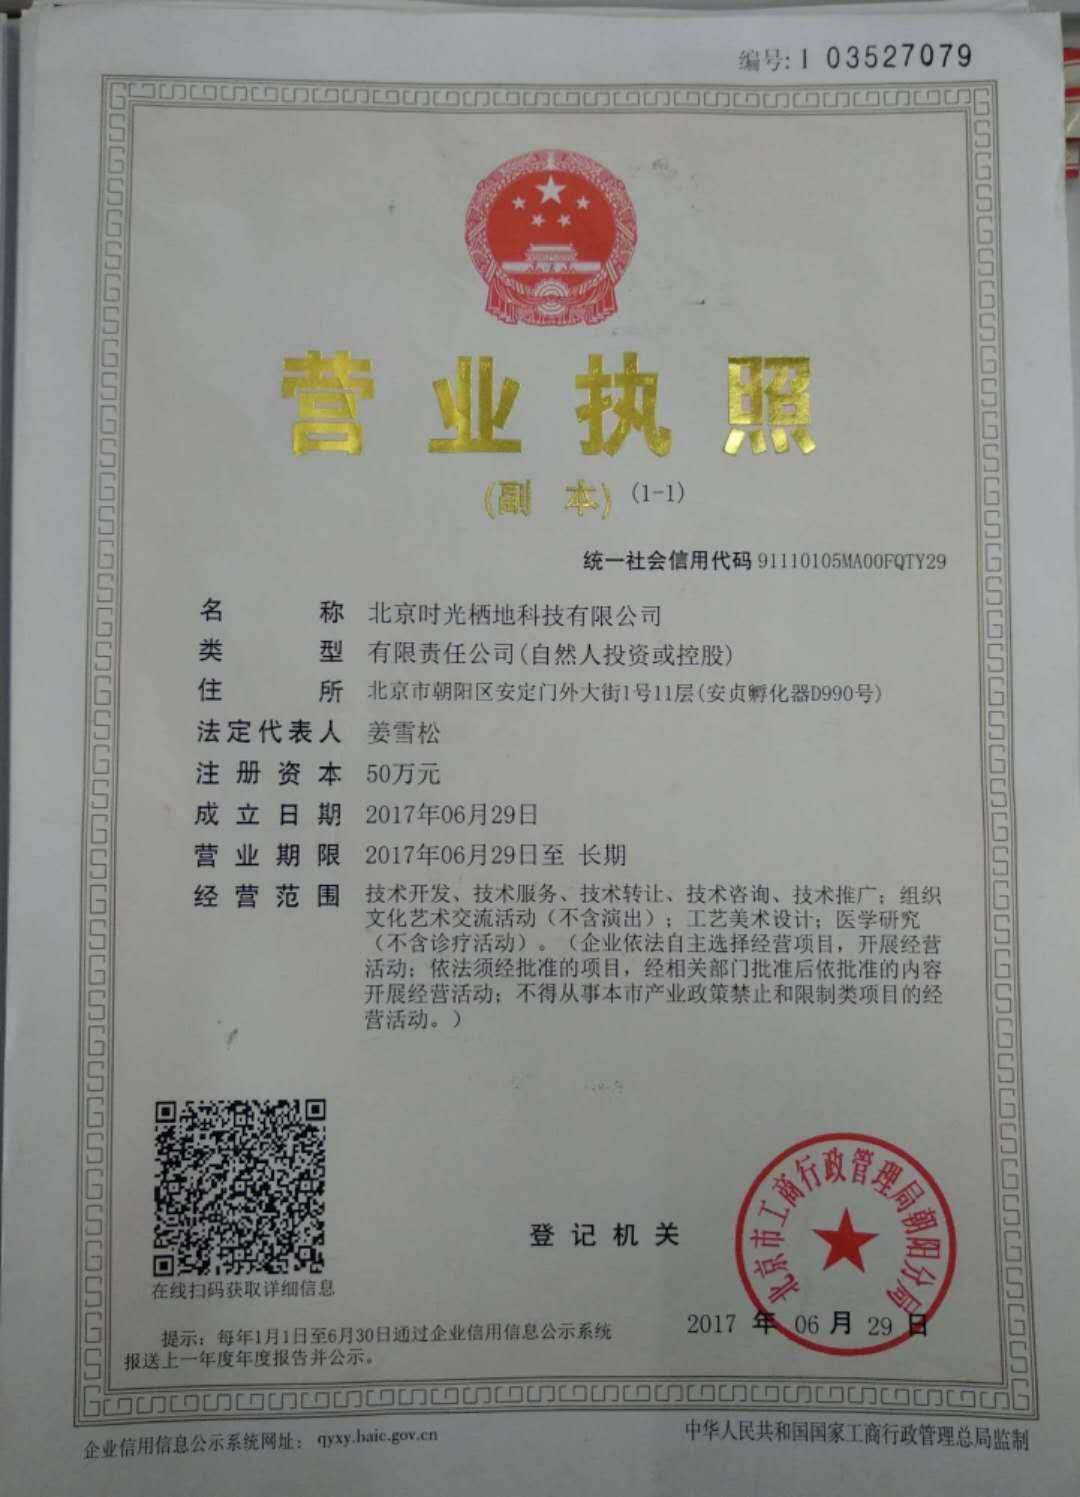 编号:1 03527079
营业执照
(副 本) (1-1)
统一社会信用代码 91110105MA00FQTY29
名 称 北京时光栖地科技有限公司
类 型 有限责任公司(自然人投资或控股)
住 所 北京市朝阳区安定门外大街1号11层(安贞孵化器D990号)
法定代表人 姜雪松
注册资本 50万元
成立日期 2017年06月29日
营业期限 2017年06月29日至 长期
经营范围 技术开发、技术服务、技术转让、技术咨询、技术推广；组织
文化艺术交流活动（不含演出）；工艺美术设计；医学研究
（不含诊疗活动）。（企业依法自主选择经营项目，开展经营
活动；依法须经批准的项目，经相关部门批准后依批准的内容
开展经营活动；不得从事本市产业政策禁止和限制类项目的经
营活动。）
在线扫码获取详细信息
登记机关
北京市工商行政管理局朝阳分局
2017 年 06 月 29 日
提示：每年1月1日至6月30日通过企业信用信息公示系统
报送上一年度年度报告并公示。
企业信用信息公示系统网址： qyxy.baic.gov.cn
中华人民共和国国家工商行政管理总局监制